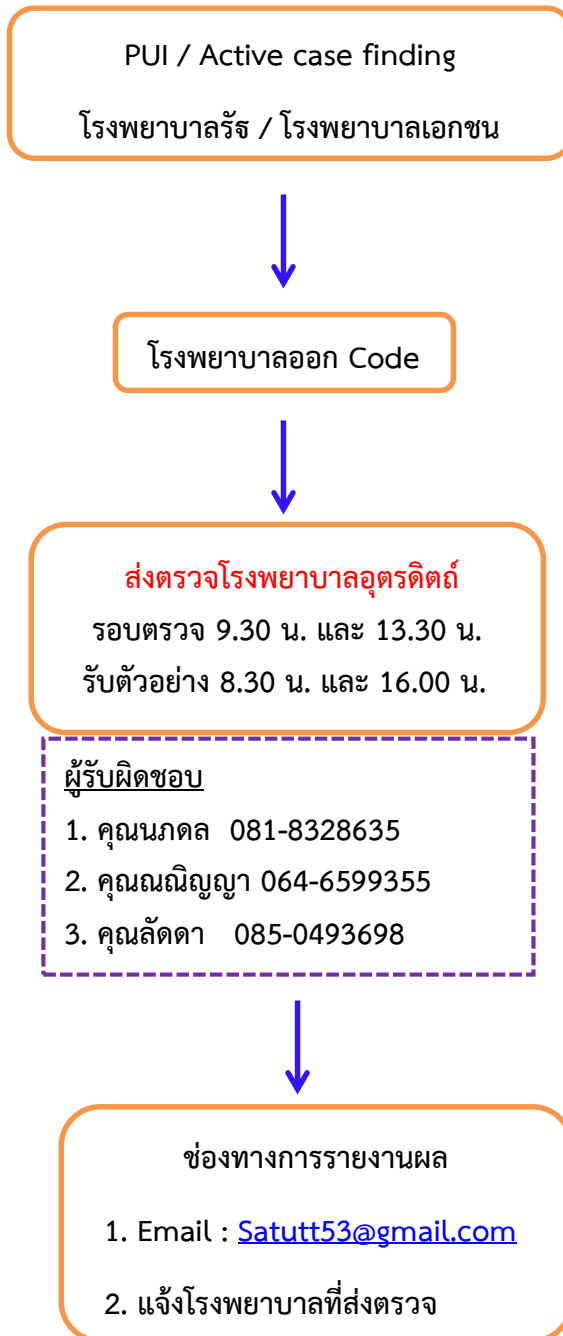 PUI / Active case finding
โรงพยาบาลรัฐ / โรงพยาบาลเอกชน
โรงพยาบาลออก Code
ส่งตรวจโรงพยาบาลอุตรดิตถ์
รอบตรวจ 9.30 น. และ 13.30 น.
รับตัวอย่าง 8.30 น. และ 16.00 น.
ผู้รับผิดชอบ
1. คุณนภดล 081-8328635
2. คุณณณิญญา 064-6599355
3. คุณลัดดา 085-0493698
ช่องทางการรายงานผล
1. Email : Satutt53@gmail.com
2. แจ้งโรงพยาบาลที่ส่งตรวจ